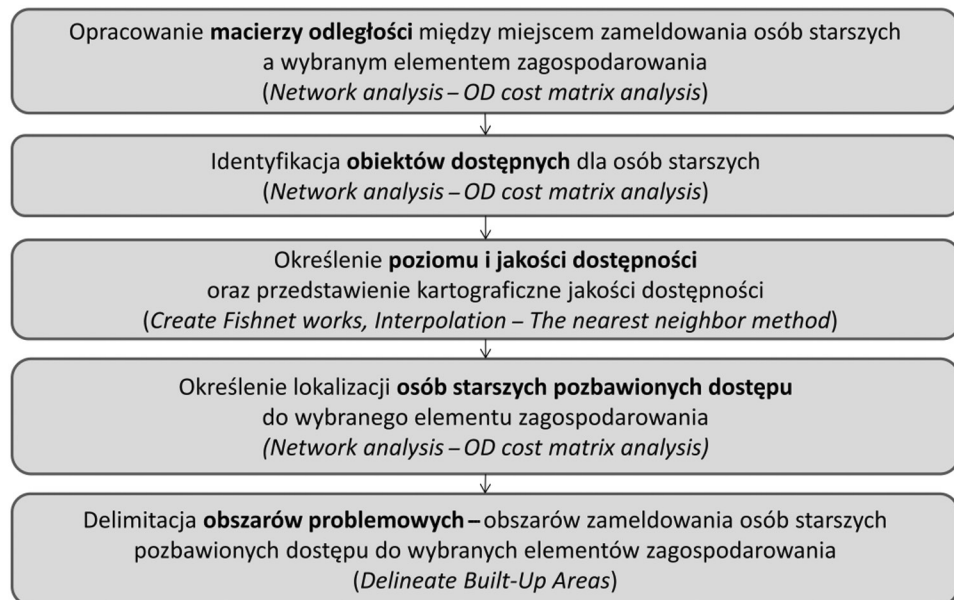 Opracowanie macierzy odległości między miejscem zameldowania osób starszych
a wybranym elementem zagospodarowania
(Network analysis – OD cost matrix analysis)
Identyfikacja obiektów dostępnych dla osób starszych
(Network analysis – OD cost matrix analysis)
Określenie poziomu i jakości dostępności
oraz przedstawienie kartograficzne jakości dostępności
(Create Fishnet works, Interpolation – The nearest neighbor method)
Określenie lokalizacji osób starszych pozbawionych dostępu
do wybranego elementu zagospodarowania
(Network analysis – OD cost matrix analysis)
Delimitacja obszarów problemowych – obszarów zameldowania osób starszych
pozbawionych dostępu do wybranych elementów zagospodarowania
(Delineate Built-Up Areas)